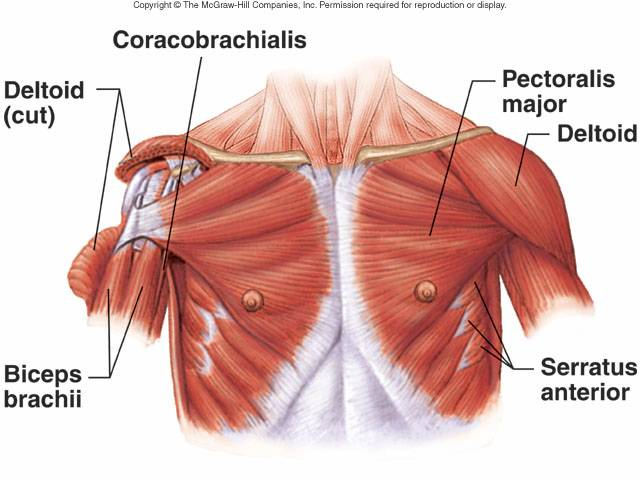 Copyright © The McGraw-Hill Companies, Inc. Permission required for reproduction or display.
Coracobrachialis
Deltoid
(cut)
Pectoralis
major
Deltoid
Biceps
brachii
Serratus
anterior